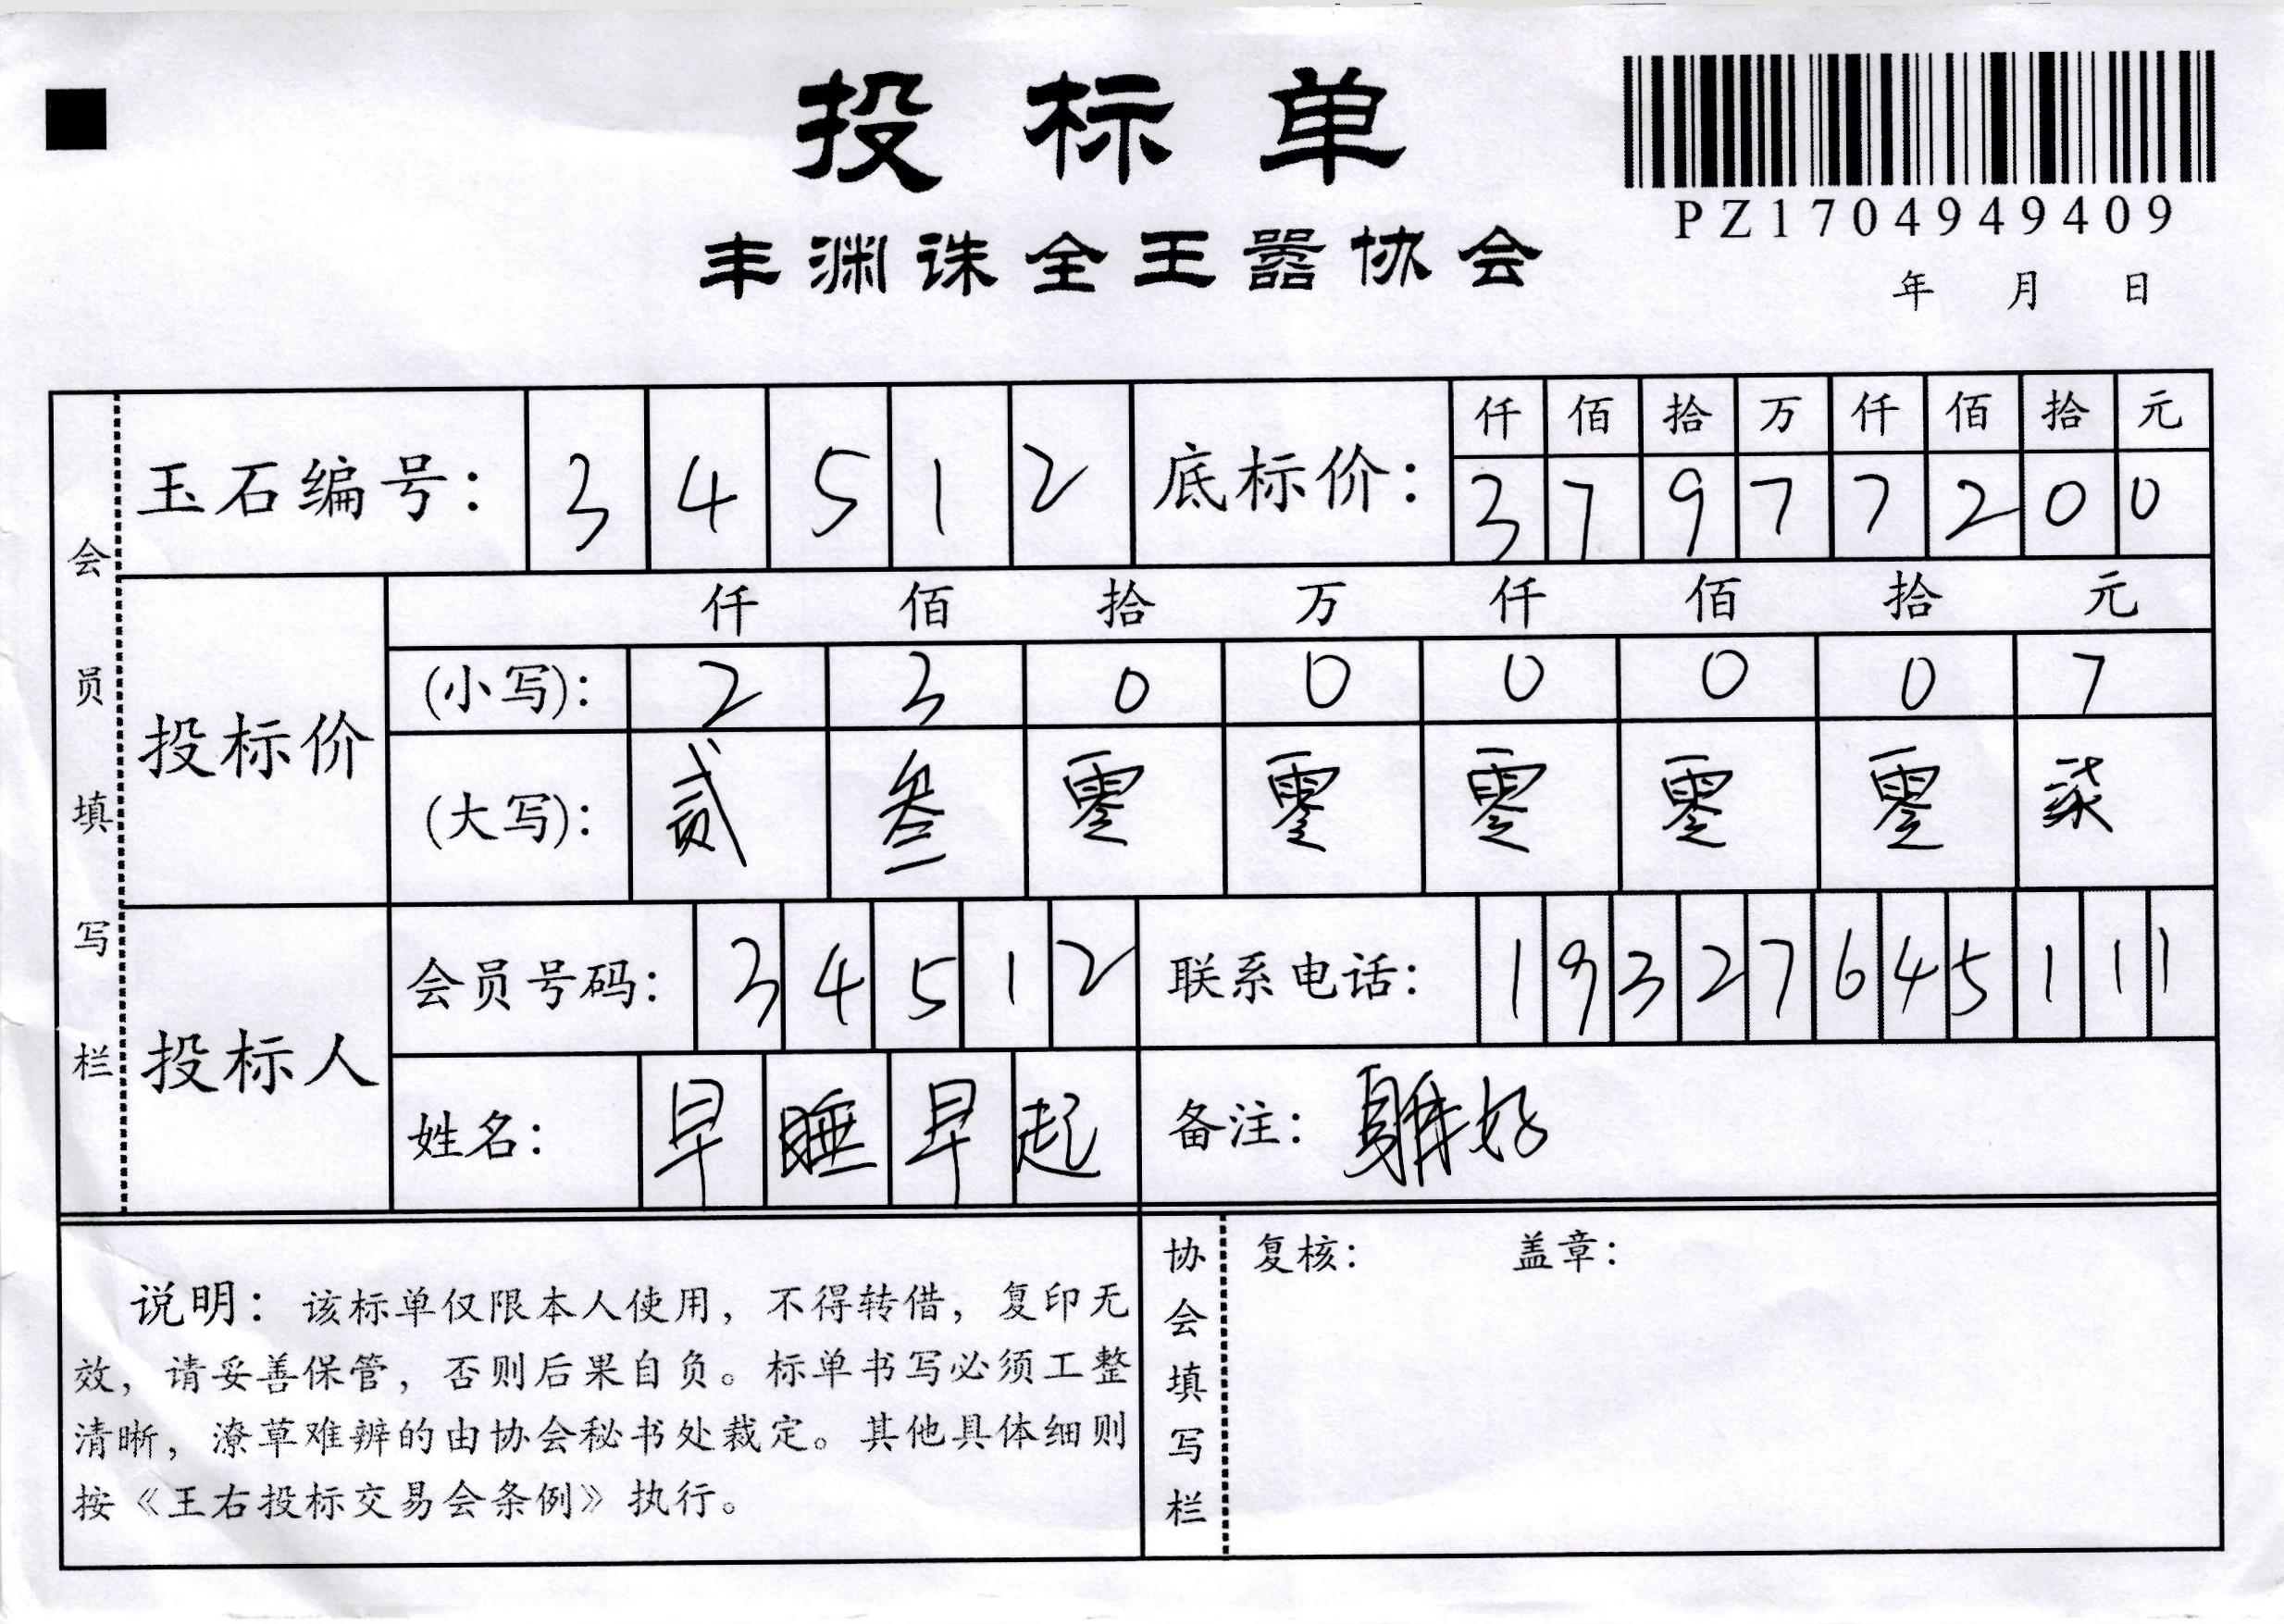 投标单
PZ1704949409
丰渊诛全王嚣协会
年 月 日
会员填写栏
玉石编号: 3 4 5 1 2 底标价: 仟 佰 拾 万 仟 佰 拾 元
3 7 9 7 7 2 0 0
投标价 仟 佰 拾 万 仟 佰 拾 元
(小写): 2 3 0 0 0 0 0 7
(大写): 贰 叁 零 零 零 零 零 柒
投标人 会员号码: 3 4 5 1 2 联系电话: 1 9 3 2 7 6 4 5 1 1 1
姓名: 早 睡 早 起 备注: 好
说明: 该标单仅限本人使用, 不得转借, 复印无
效, 请妥善保管, 否则后果自负。标单书写必须工整
清晰, 潦草难辨的由协会秘书处裁定。其他具体细则
按《王右投标交易会条例》执行。
协会填写栏
复核: 盖章: